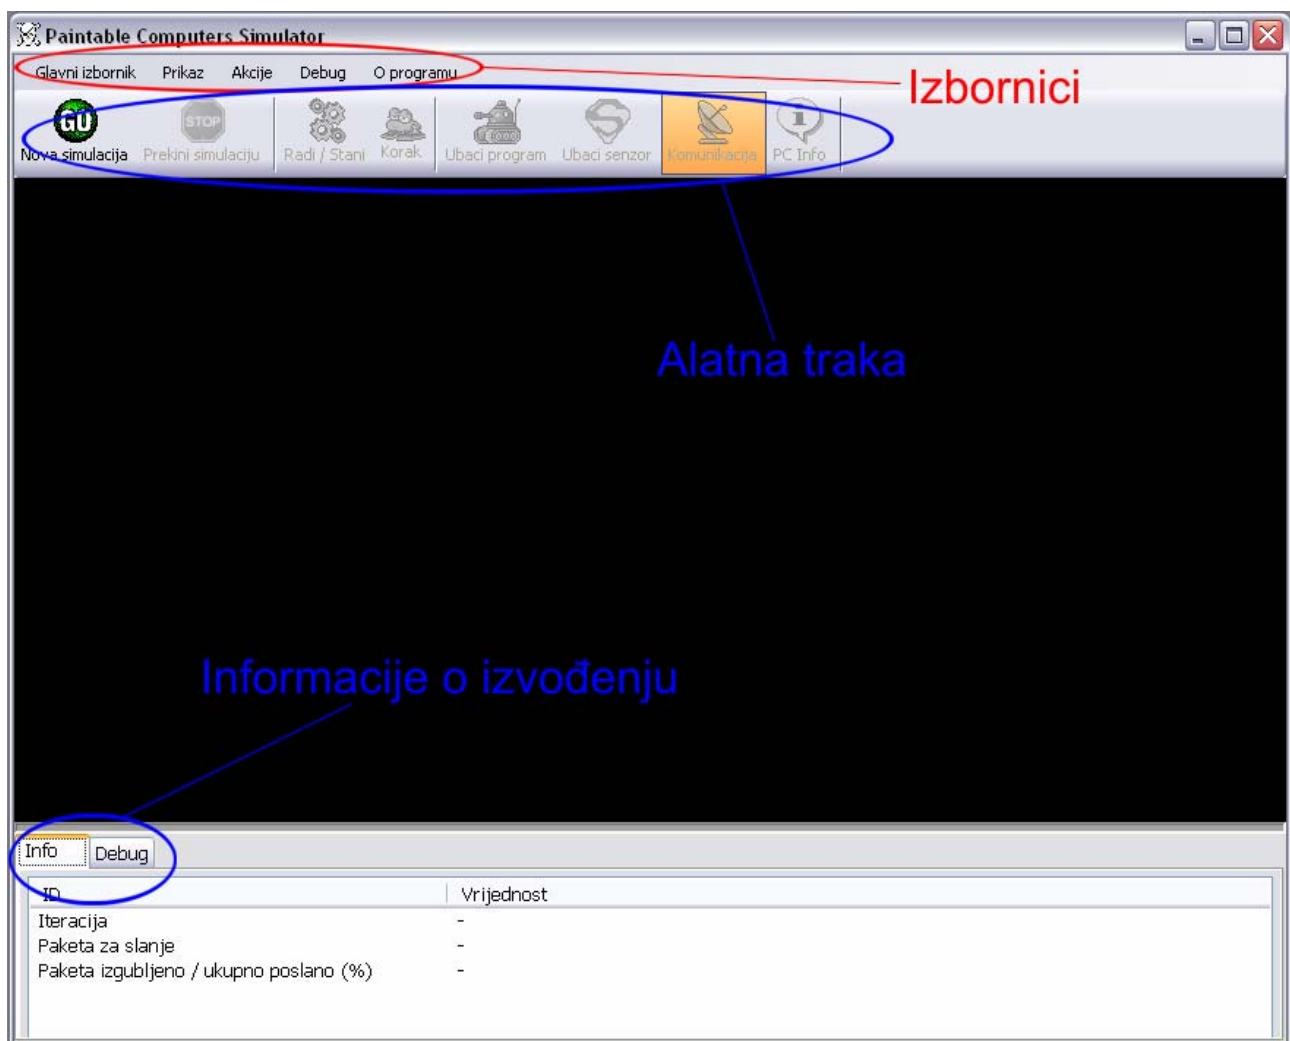 Paintable Computers Simulator
Glavni izbornik Prikaz Akcije Debug O programu
Izbornici
GO STOP
Nova simulacija Prekini simulaciju Radi / Stani Korak Ubaci program Ubaci senzor Komunikacija PC Info
Alatna traka
Informacije o izvođenju
Info Debug
ID Vrijednost
Iteracija -
Paketa za slanje -
Paketa izgubljeno / ukupno poslano (%) -